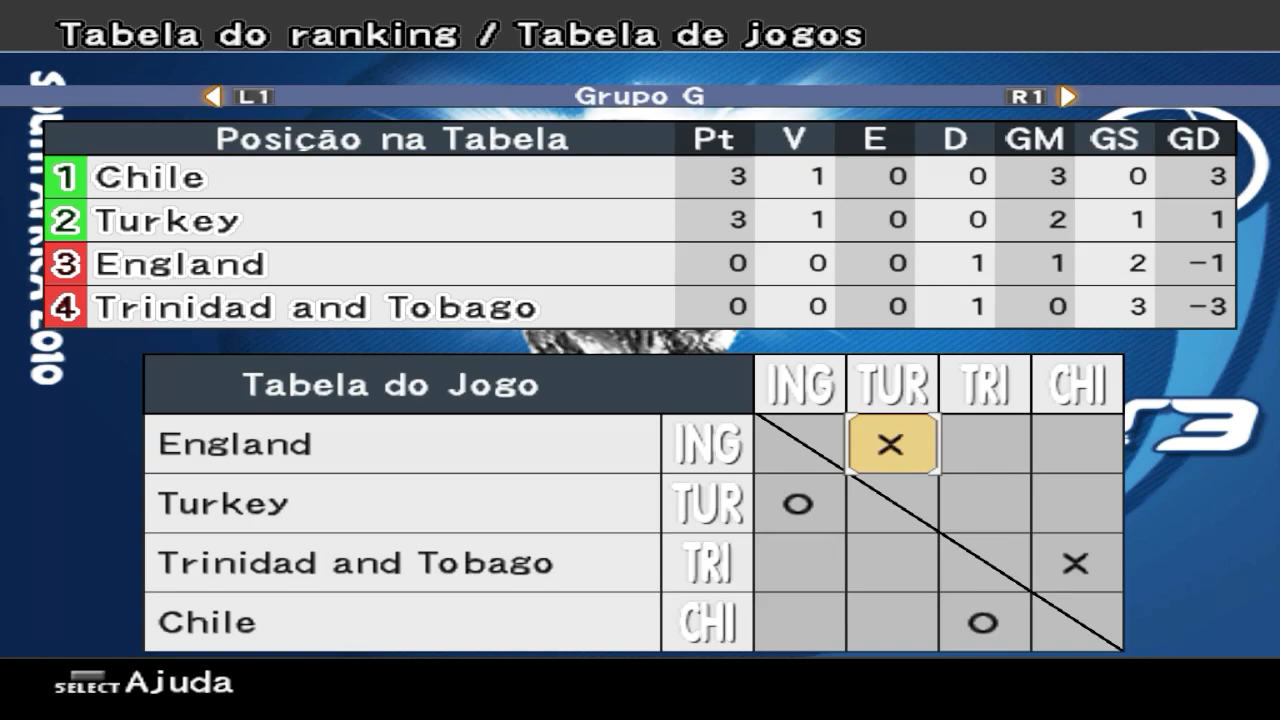 Tabela do ranking / Tabela de jogos
L1 Grupo G R1
Posição na Tabela Pt V E D GM GS GD
1 Chile 3 1 0 0 3 0 3
2 Turkey 3 1 0 0 2 1 1
3 England 0 0 0 1 1 2 -1
4 Trinidad and Tobago 0 0 0 1 0 3 -3
Tabela do Jogo ING TUR TRI CHI
England ING X
Turkey TUR O
Trinidad and Tobago TRI X
Chile CHI O
2010
SELECT Ajuda